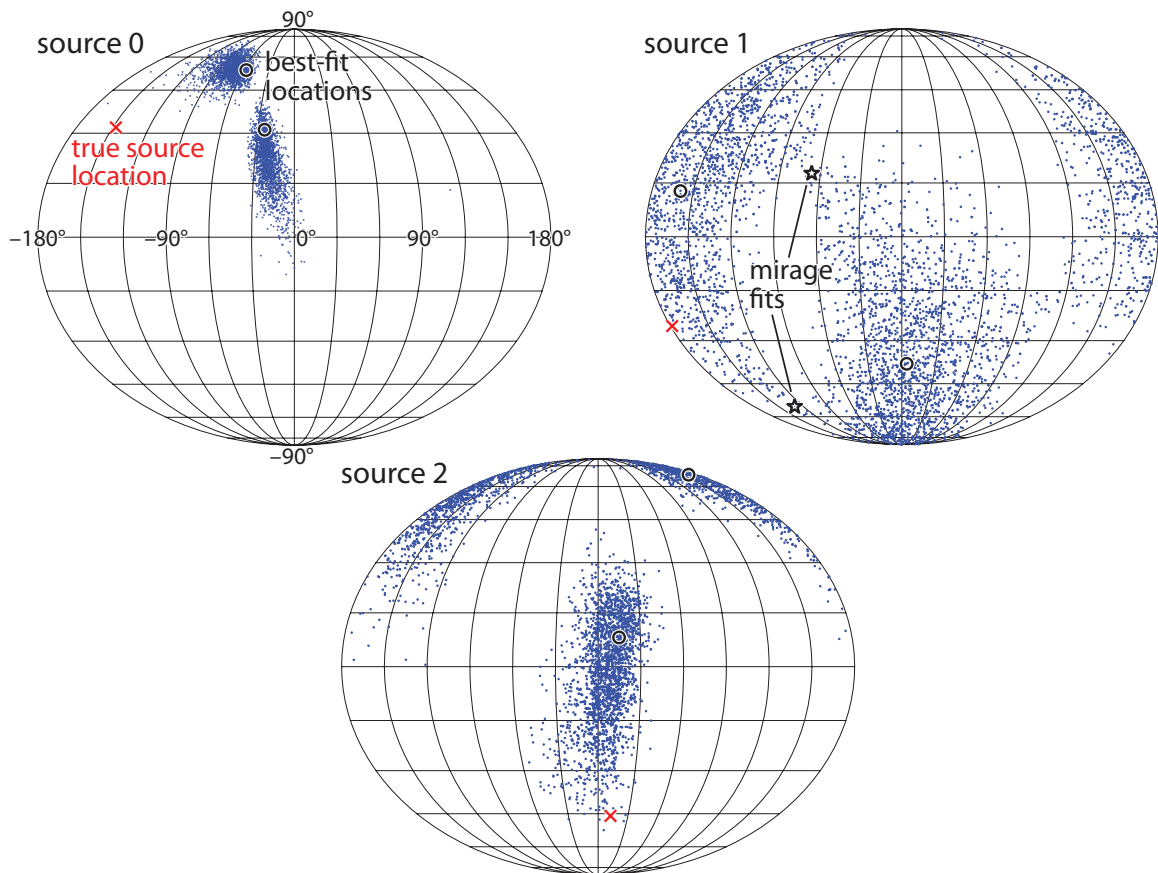 source 0
90°
best-fit
locations
true source
location
−180°
−90°
0°
90°
180°
−90°
source 1
mirage
fits
source 2